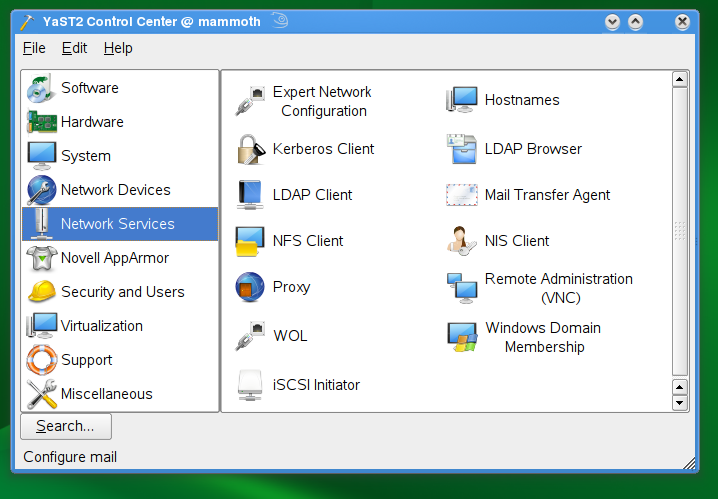 YaST2 Control Center @ mammoth
File Edit Help
Software
Hardware
System
Network Devices
Network Services
Novell AppArmor
Security and Users
Virtualization
Support
Miscellaneous
Expert Network
Configuration
Hostnames
Kerberos Client
LDAP Browser
LDAP Client
Mail Transfer Agent
NFS Client
NIS Client
Proxy
Remote Administration
(VNC)
WOL
Windows Domain
Membership
iSCSI Initiator
Search...
Configure mail